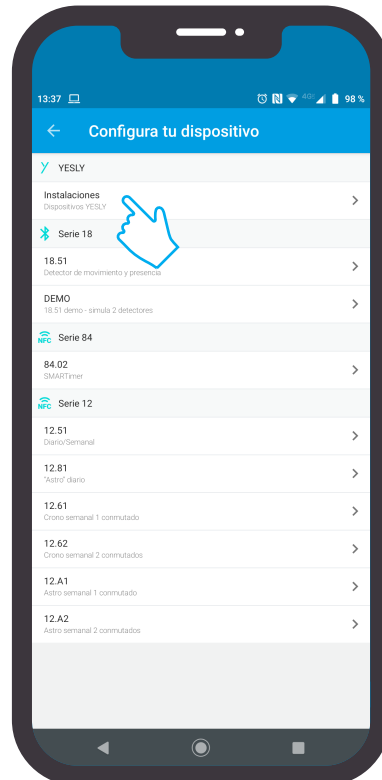 13:37 4G 98 %
Configura tu dispositivo
YESLY
Instalaciones
Dispositivos YESLY
Serie 18
18.51
Detector de movimiento y presencia
DEMO
18.51 demo - simula 2 detectores
NFC Serie 84
84.02
SMARTimer
NFC Serie 12
12.51
Diario/Semanal
12.81
"Astro" diario
12.61
Crono semanal 1 conmutado
12.62
Crono semanal 2 conmutados
12.A1
Astro semanal 1 conmutado
12.A2
Astro semanal 2 conmutados